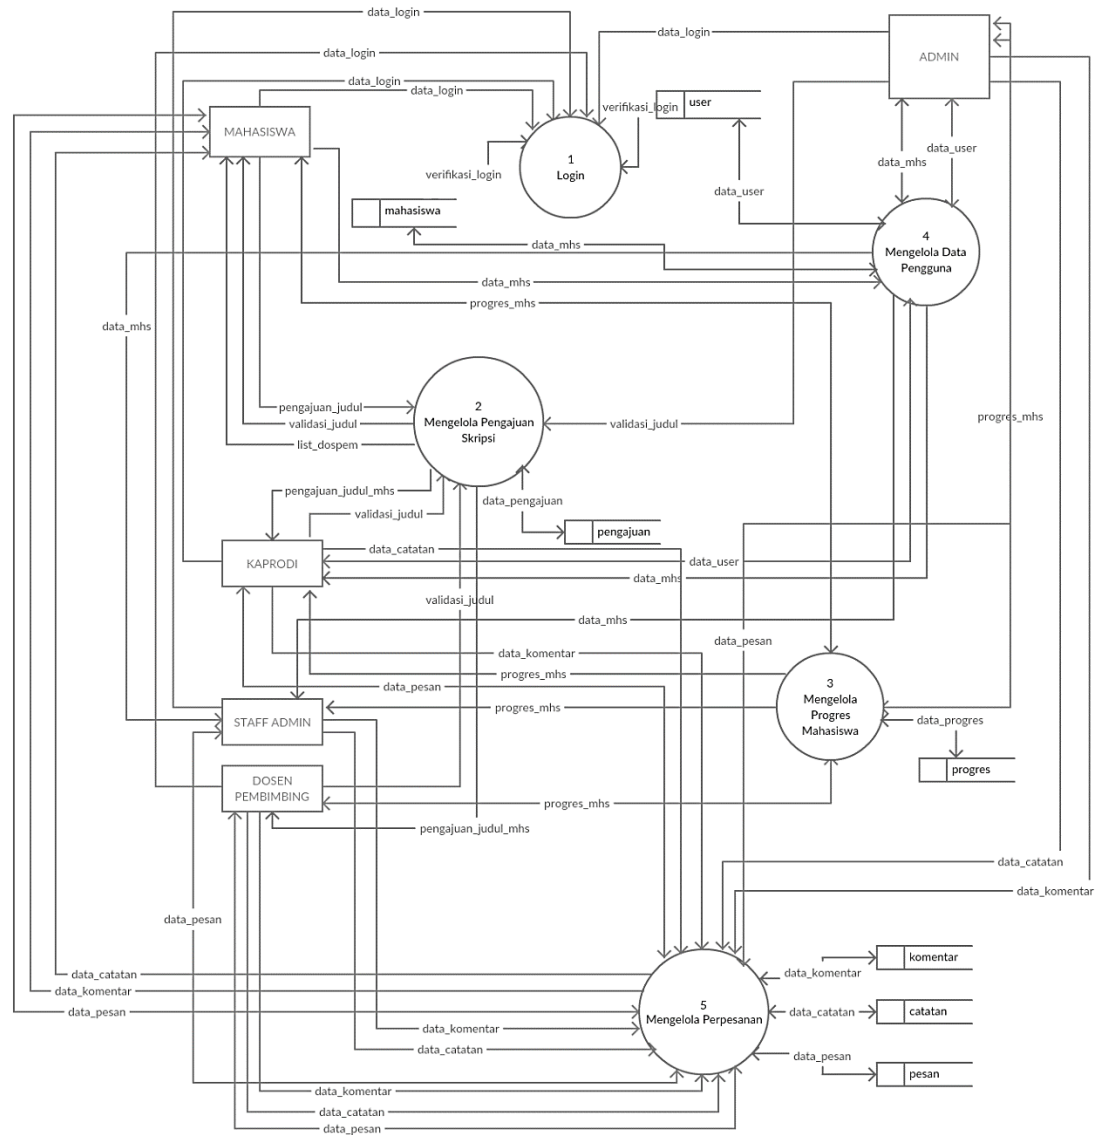 data_login
data_login
data_login
ADMIN
data_login
data_login
verifikasi_login
user
MAHASISWA
data_user
1
Login
data_mhs
verifikasi_login
data_user
mahasiswa
4
Mengelola Data
Pengguna
data_mhs
data_mhs
progres_mhs
data_mhs
2
Mengelola Pengajuan
Skripsi
pengajuan_judul
validasi_judul
validasi_judul
progres_mhs
list_dospem
pengajuan_judul_mhs
data_pengajuan
validasi_judul
pengajuan
data_catatan
KAPRODI
data_user
data_mhs
validasi_judul
data_mhs
data_pesan
data_komentar
progres_mhs
data_pesan
3
Mengelola
Progres
Mahasiswa
progres_mhs
STAFF ADMIN
data_progres
progres
DOSEN
PEMBIMBING
progres_mhs
pengajuan_judul_mhs
data_catatan
data_komentar
data_pesan
komentar
data_catatan
data_komentar
data_komentar
data_pesan
5
Mengelola Perpesanan
data_catatan
catatan
data_komentar
data_catatan
data_pesan
pesan
data_komentar
data_catatan
data_pesan